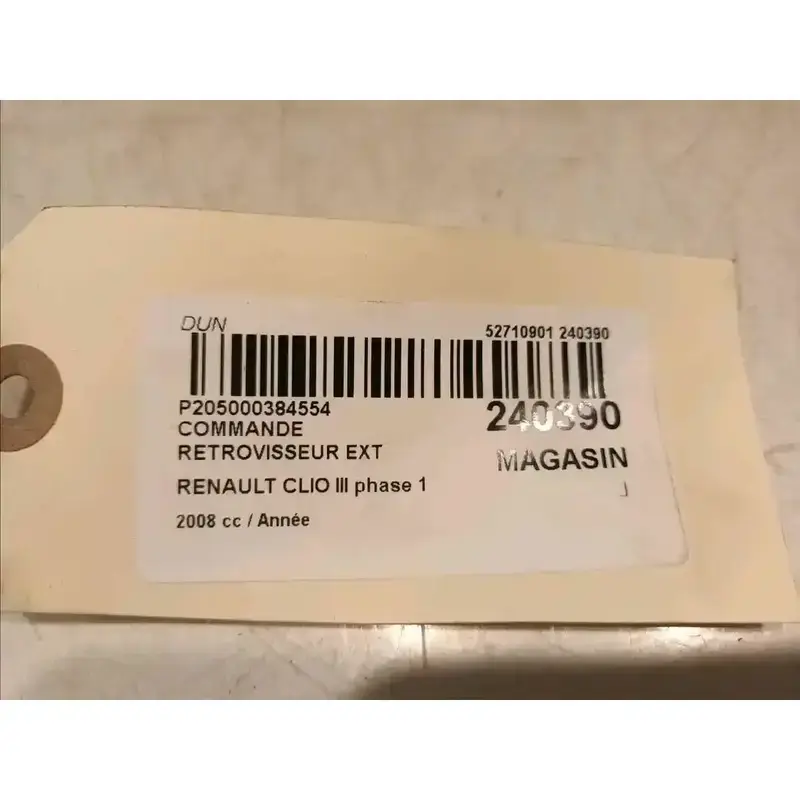 DUN
52710901 240390
P205000384554
240390
COMMANDE
RETROVISSEUR EXT
MAGASIN
RENAULT CLIO III phase 1
2008 cc / Année